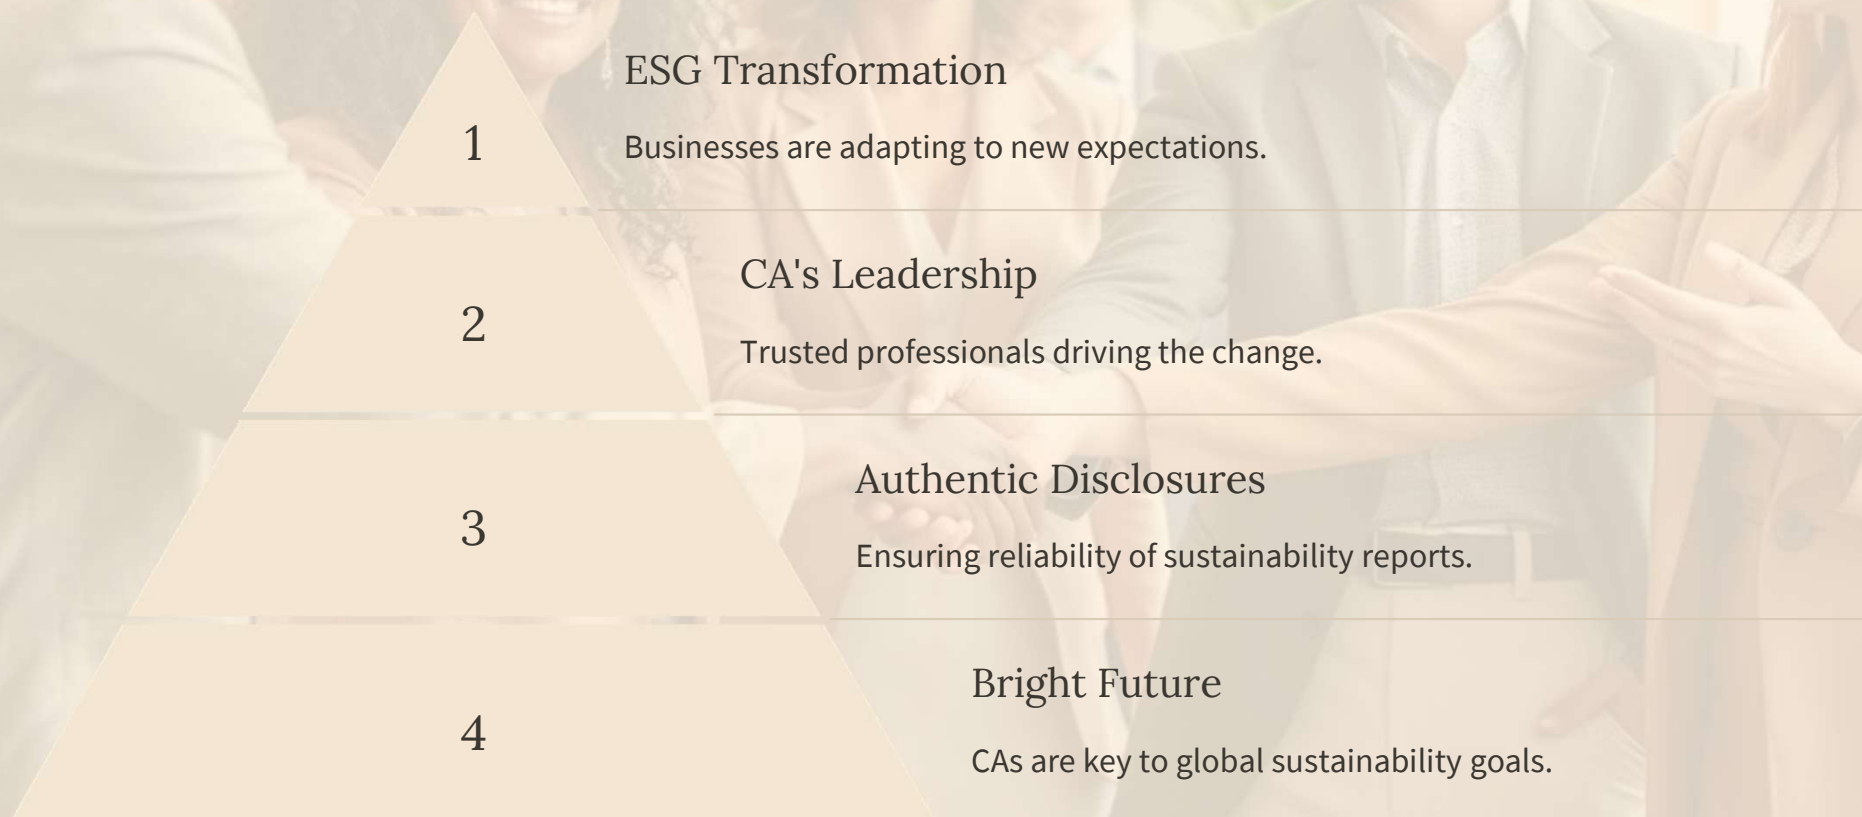 1
ESG Transformation
Businesses are adapting to new expectations.
2
CA's Leadership
Trusted professionals driving the change.
3
Authentic Disclosures
Ensuring reliability of sustainability reports.
4
Bright Future
CAs are key to global sustainability goals.